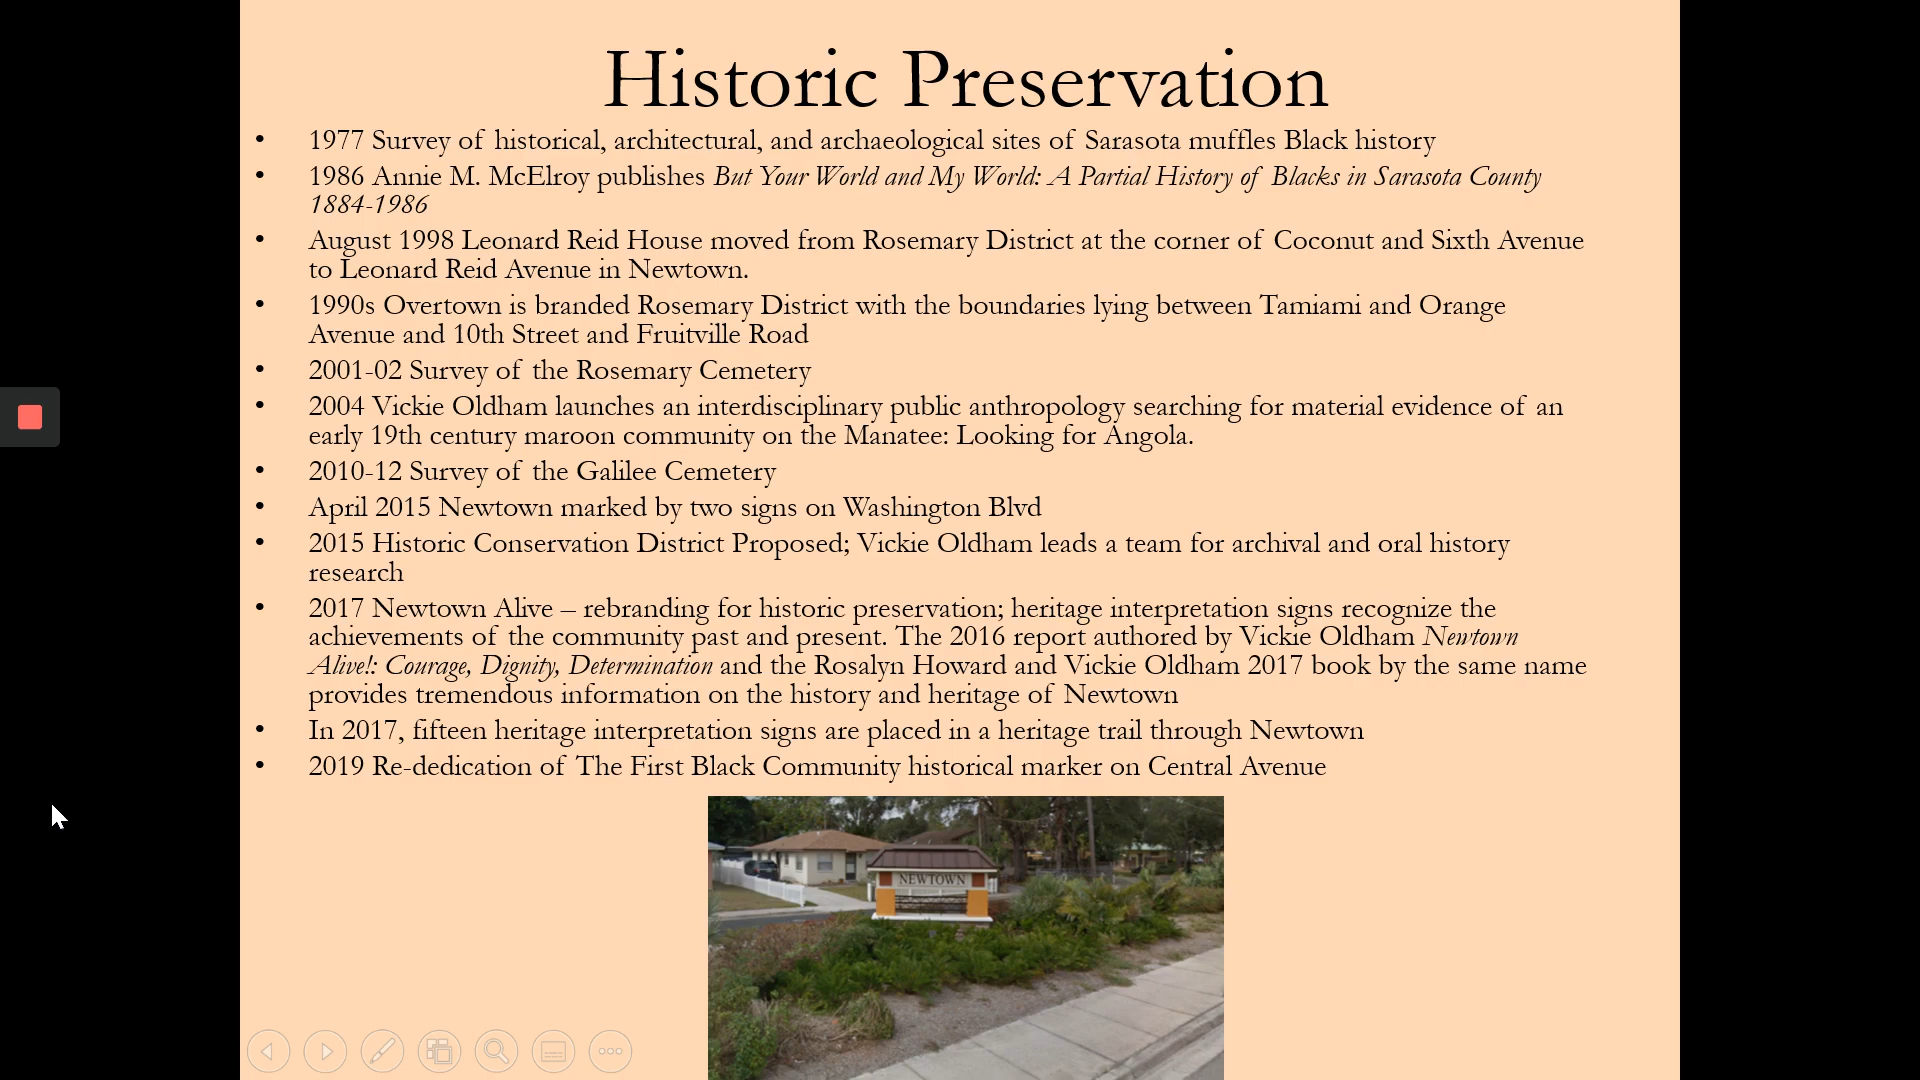 Historic Preservation
• 1977 Survey of historical, architectural, and archaeological sites of Sarasota muffles Black history
• 1986 Annie M. McElroy publishes But Your World and My World: A Partial History of Blacks in Sarasota County
1884-1986
• August 1998 Leonard Reid House moved from Rosemary District at the corner of Coconut and Sixth Avenue
to Leonard Reid Avenue in Newtown.
• 1990s Overtown is branded Rosemary District with the boundaries lying between Tamiami and Orange
Avenue and 10th Street and Fruitville Road
• 2001-02 Survey of the Rosemary Cemetery
• 2004 Vickie Oldham launches an interdisciplinary public anthropology searching for material evidence of an
early 19th century maroon community on the Manatee: Looking for Angola.
• 2010-12 Survey of the Galilee Cemetery
• April 2015 Newtown marked by two signs on Washington Blvd
• 2015 Historic Conservation District Proposed; Vickie Oldham leads a team for archival and oral history
research
• 2017 Newtown Alive – rebranding for historic preservation; heritage interpretation signs recognize the
achievements of the community past and present. The 2016 report authored by Vickie Oldham Newtown
Alive!: Courage, Dignity, Determination and the Rosalyn Howard and Vickie Oldham 2017 book by the same name
provides tremendous information on the history and heritage of Newtown
• In 2017, fifteen heritage interpretation signs are placed in a heritage trail through Newtown
• 2019 Re-dedication of The First Black Community historical marker on Central Avenue
NEWTOWN